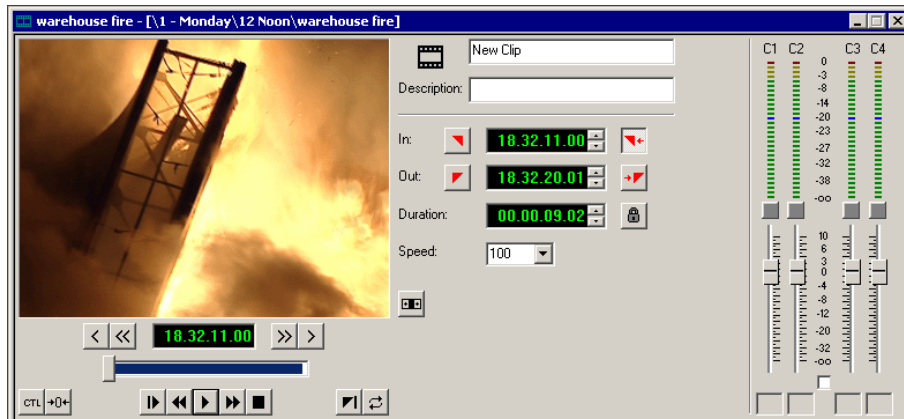 warehouse fire - [\1 - Monday\12 Noon\warehouse fire]
New Clip
Description:
In: 18.32.11.00
Out: 18.32.20.01
Duration: 00.00.09.02
Speed: 100
< << 18.32.11.00 >> >
CTL →0←
C1 C2 C3 C4
0
-3
-8
-14
-20
-23
-27
-32
-38
-oo
10
6
3
0
-4
-8
-12
-20
-32
-oo